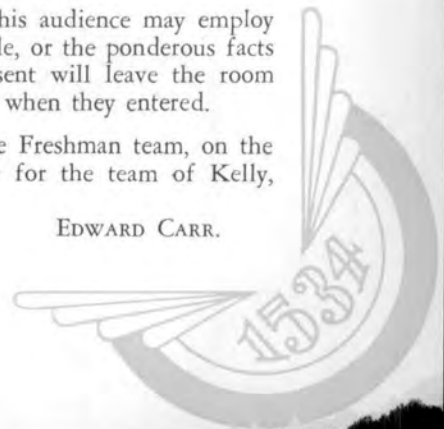 his audience may employ
le, or the ponderous facts
sent will leave the room
when they entered.
e Freshman team, on the
for the team of Kelly,
EDWARD CARR.
1534